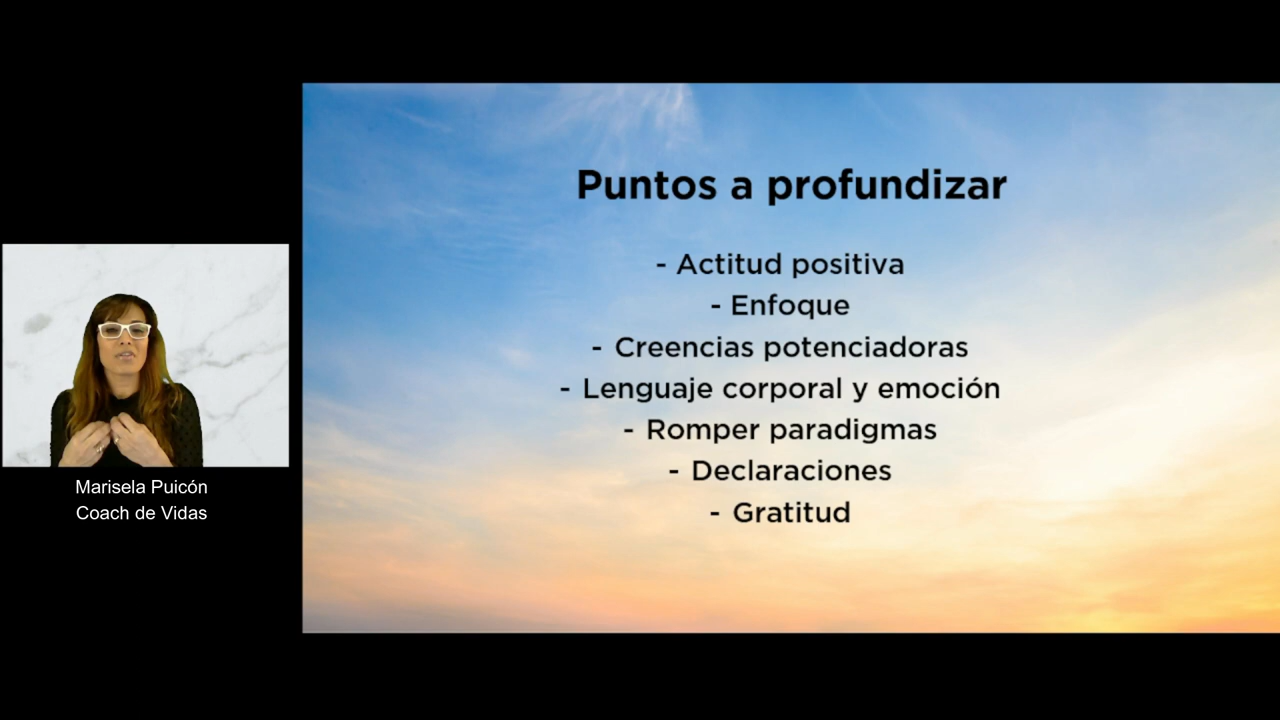 Puntos a profundizar
- Actitud positiva
- Enfoque
- Creencias potenciadoras
- Lenguaje corporal y emoción
- Romper paradigmas
- Declaraciones
- Gratitud
Marisela Puicón
Coach de Vidas